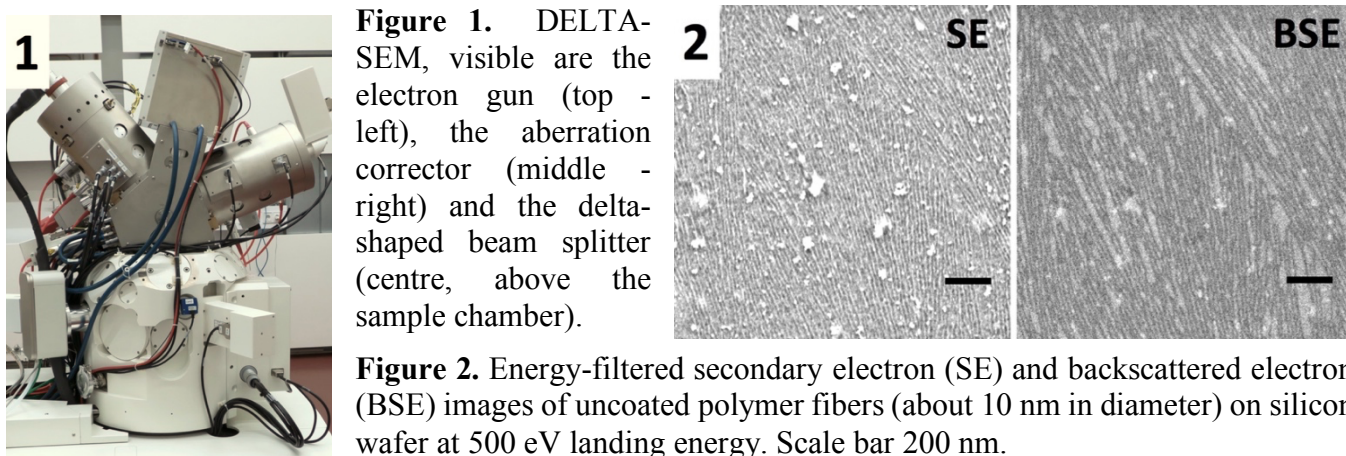 1
Figure 1. DELTA-
SEM, visible are the
electron gun (top -
left), the aberration
corrector (middle -
right) and the delta-
shaped beam splitter
(centre, above the
sample chamber).
2
SE
BSE
Figure 2. Energy-filtered secondary electron (SE) and backscattered electron
(BSE) images of uncoated polymer fibers (about 10 nm in diameter) on silicon
wafer at 500 eV landing energy. Scale bar 200 nm.